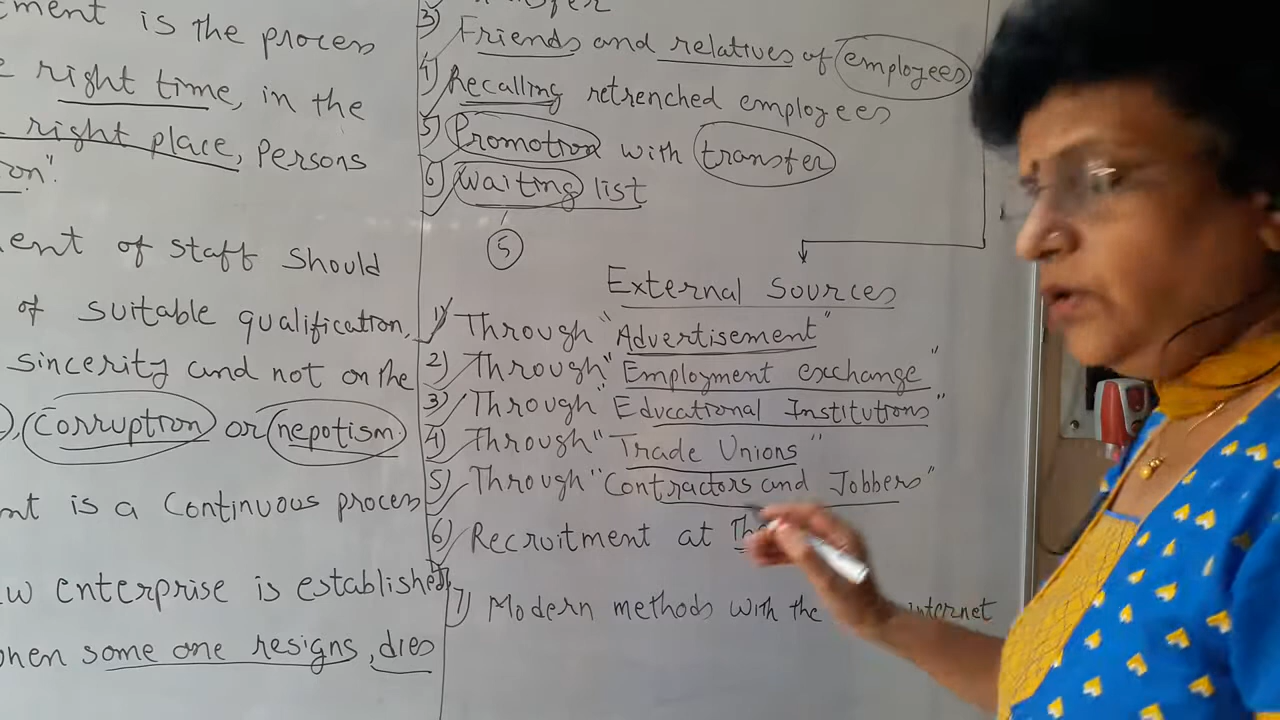 ment is the process
right time, in the
right place, Persons
on".
ent of staff should
of suitable qualification,
sincerity and not on the
), Corruption or nepotism
nt is a Continuous process
w enterprise is established,
when some one resigns, dies
3) Friends and relatives of employees
4) Recalling retrenched employees
5) Promotion with transfer
6) Waiting list
5
External Sources
1) Through "Advertisement"
2) Through "Employment exchange"
3) Through "Educational Institutions"
4) Through "Trade Unions"
5) Through "Contractors and Jobbers"
6) Recruitment at
7) Modern methods with the internet